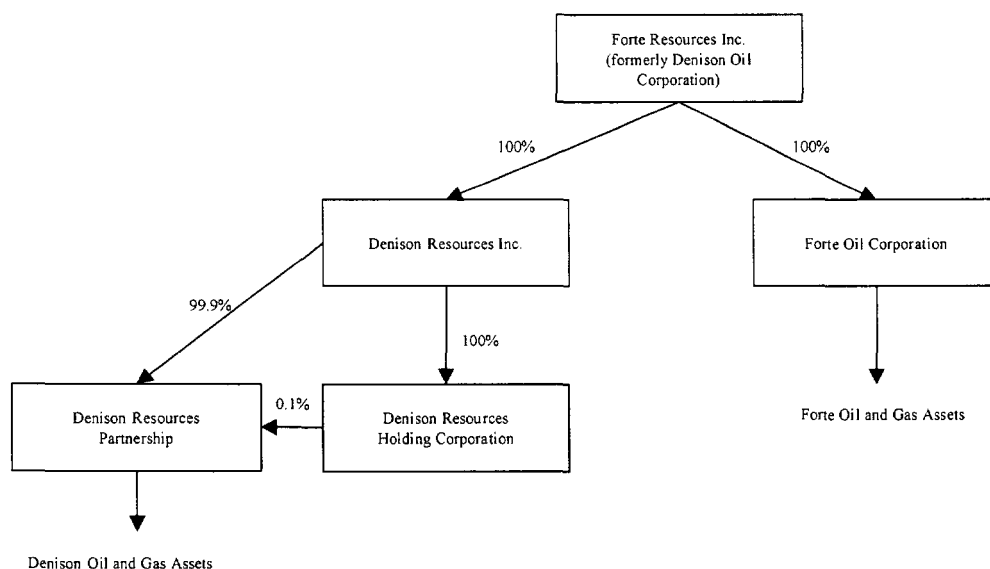 Forte Resources Inc.
(formerly Denison Oil
Corporation)
100%
100%
Denison Resources Inc.
Forte Oil Corporation
99.9%
100%
Denison Resources
Partnership
0.1%
Denison Resources
Holding Corporation
Forte Oil and Gas Assets
Denison Oil and Gas Assets